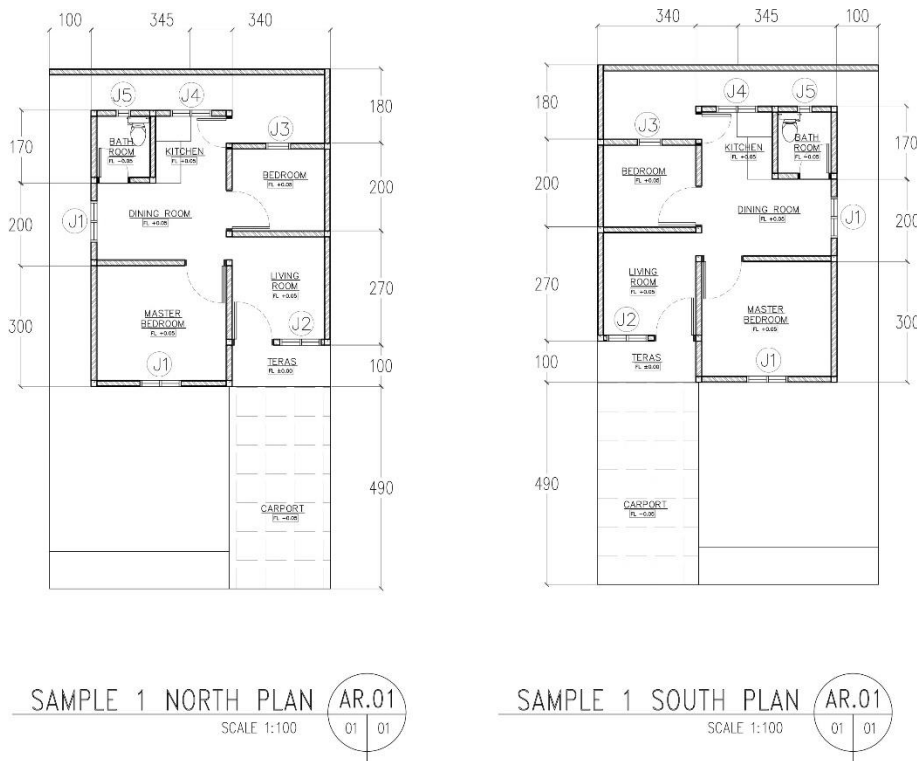 100
345
340
J5
J4
J3
BATH
ROOM
FL -0.05
KITCHEN
FL +0.05
BEDROOM
FL +0.05
180
170
200
J1
DINING ROOM
FL +0.05
200
LIVING
ROOM
FL +0.05
270
MASTER
BEDROOM
FL +0.05
300
J2
J1
TERAS
FL ±0.00
100
CARPORT
FL -0.05
490
SAMPLE 1 NORTH PLAN
SCALE 1:100
AR.01
01 01
340
345
100
J4
J5
J3
180
KITCHEN
FL +0.05
BATH
ROOM
170
BEDROOM
FL +0.05
200
DINING ROOM
FL +0.05
J1
200
LIVING
ROOM
FL +0.05
270
MASTER
BEDROOM
FL +0.05
300
J2
J1
TERAS
FL ±0.00
100
CARPORT
FL -0.05
490
SAMPLE 1 SOUTH PLAN
SCALE 1:100
AR.01
01 01